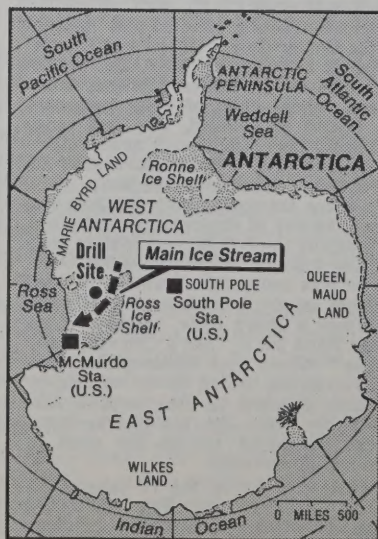 South
Pacific Ocean
ANTARCTIC
PENINSULA
South Atlantic
Ocean
Weddell
Sea
ANTARCTICA
Ronne
Ice Shelf
MARIE BYRD LAND
WEST
ANTARCTICA
Drill
Site
Main Ice Stream
Ross
Sea
Ross
Ice
Shelf
SOUTH POLE
South Pole
Sta.
(U.S.)
QUEEN
MAUD
LAND
McMurdo
Sta.
(U.S.)
EAST ANTARCTICA
WILKES
LAND
0 MILES 500
Indian Ocean